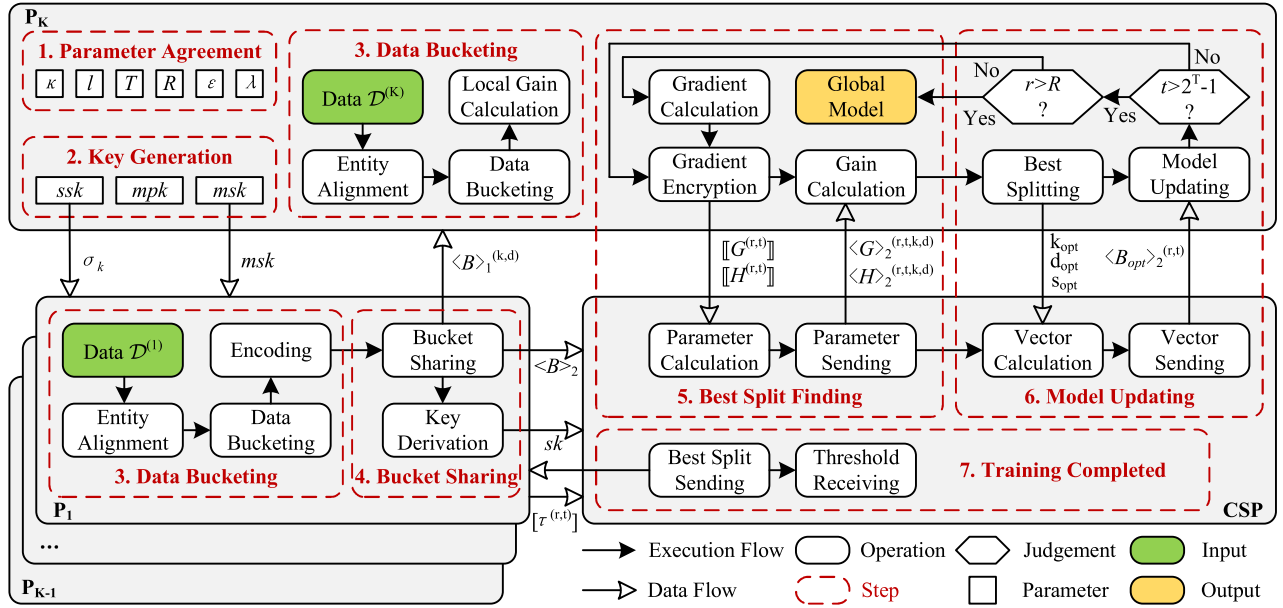 P_K
1. Parameter Agreement
κ l T R ε λ
2. Key Generation
ssk mpk msk
3. Data Bucketing
Data 𝒟^(K)
Local Gain
Calculation
Entity
Alignment
Data
Bucketing
Gradient
Calculation
Global
Model
Gradient
Encryption
Gain
Calculation
No
r>R
?
Yes
No
t>2^T-1
?
Yes
Best
Splitting
Model
Updating
σ_k
msk
<B>_1^(k,d)
⟦G^(r,t)⟧
⟦H^(r,t)⟧
<G>_2^(r,t,k,d)
<H>_2^(r,t,k,d)
k_opt
d_opt
s_opt
<B_opt>_2^(r,t)
Data 𝒟^(1)
Encoding
Entity
Alignment
Data
Bucketing
3. Data Bucketing
Bucket
Sharing
Key
Derivation
4. Bucket Sharing
P_1
...
P_K-1
<B>_2
sk
[τ^(r,t)]
Parameter
Calculation
Parameter
Sending
5. Best Split Finding
Vector
Calculation
Vector
Sending
6. Model Updating
Best Split
Sending
Threshold
Receiving
7. Training Completed
CSP
Execution Flow
Operation
Judgement
Input
Data Flow
Step
Parameter
Output